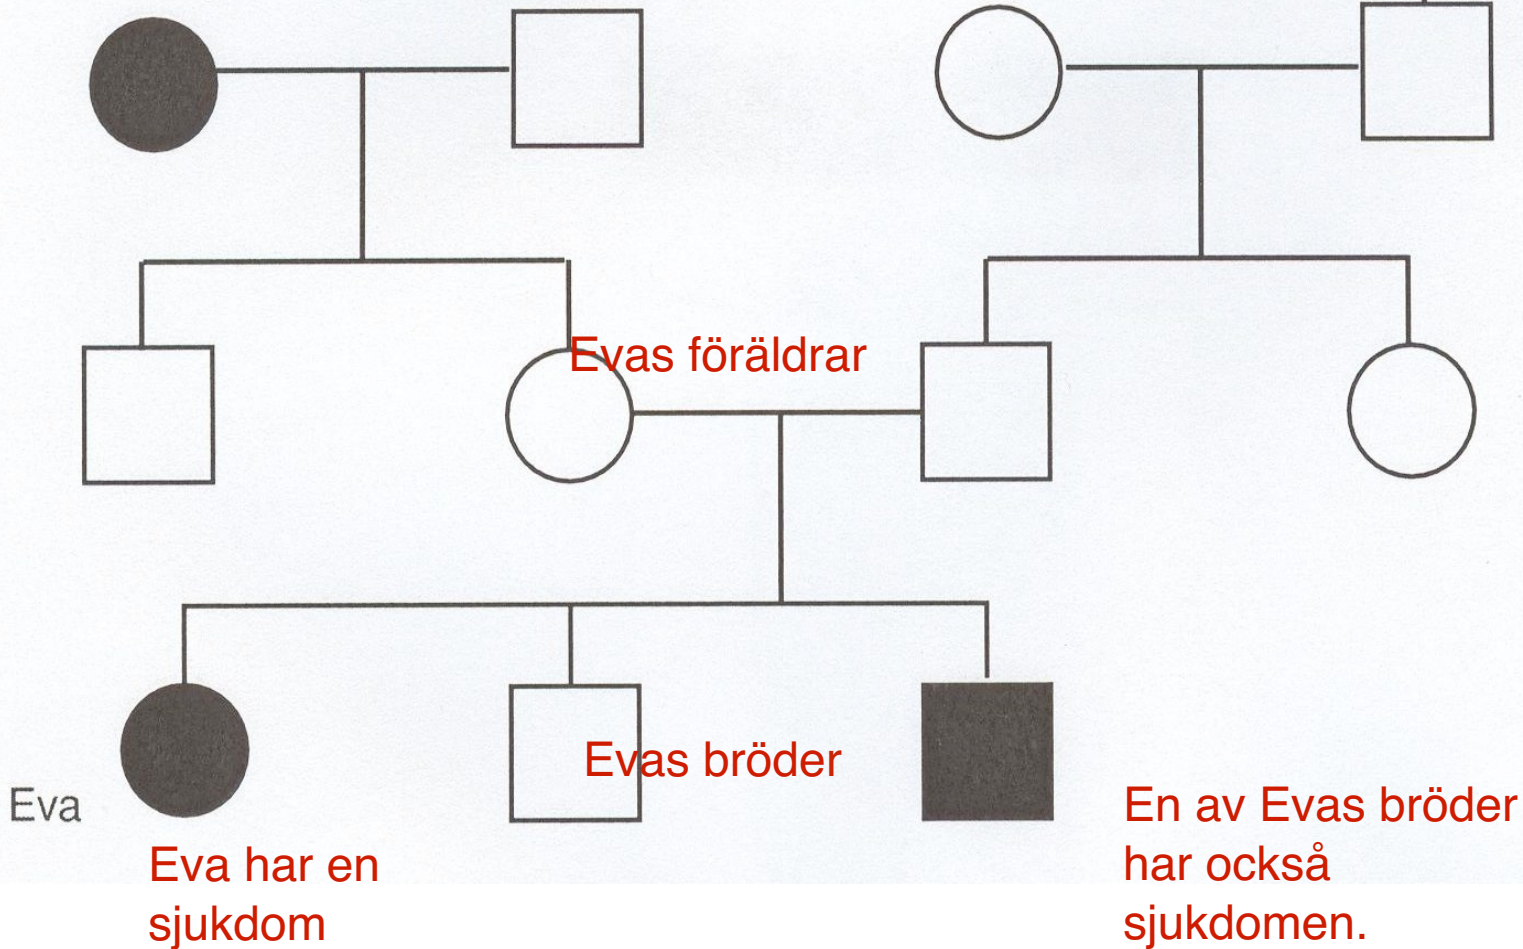 Evas föräldrar
Evas bröder
Eva
Eva har en
sjukdom
En av Evas bröder
har också
sjukdomen.